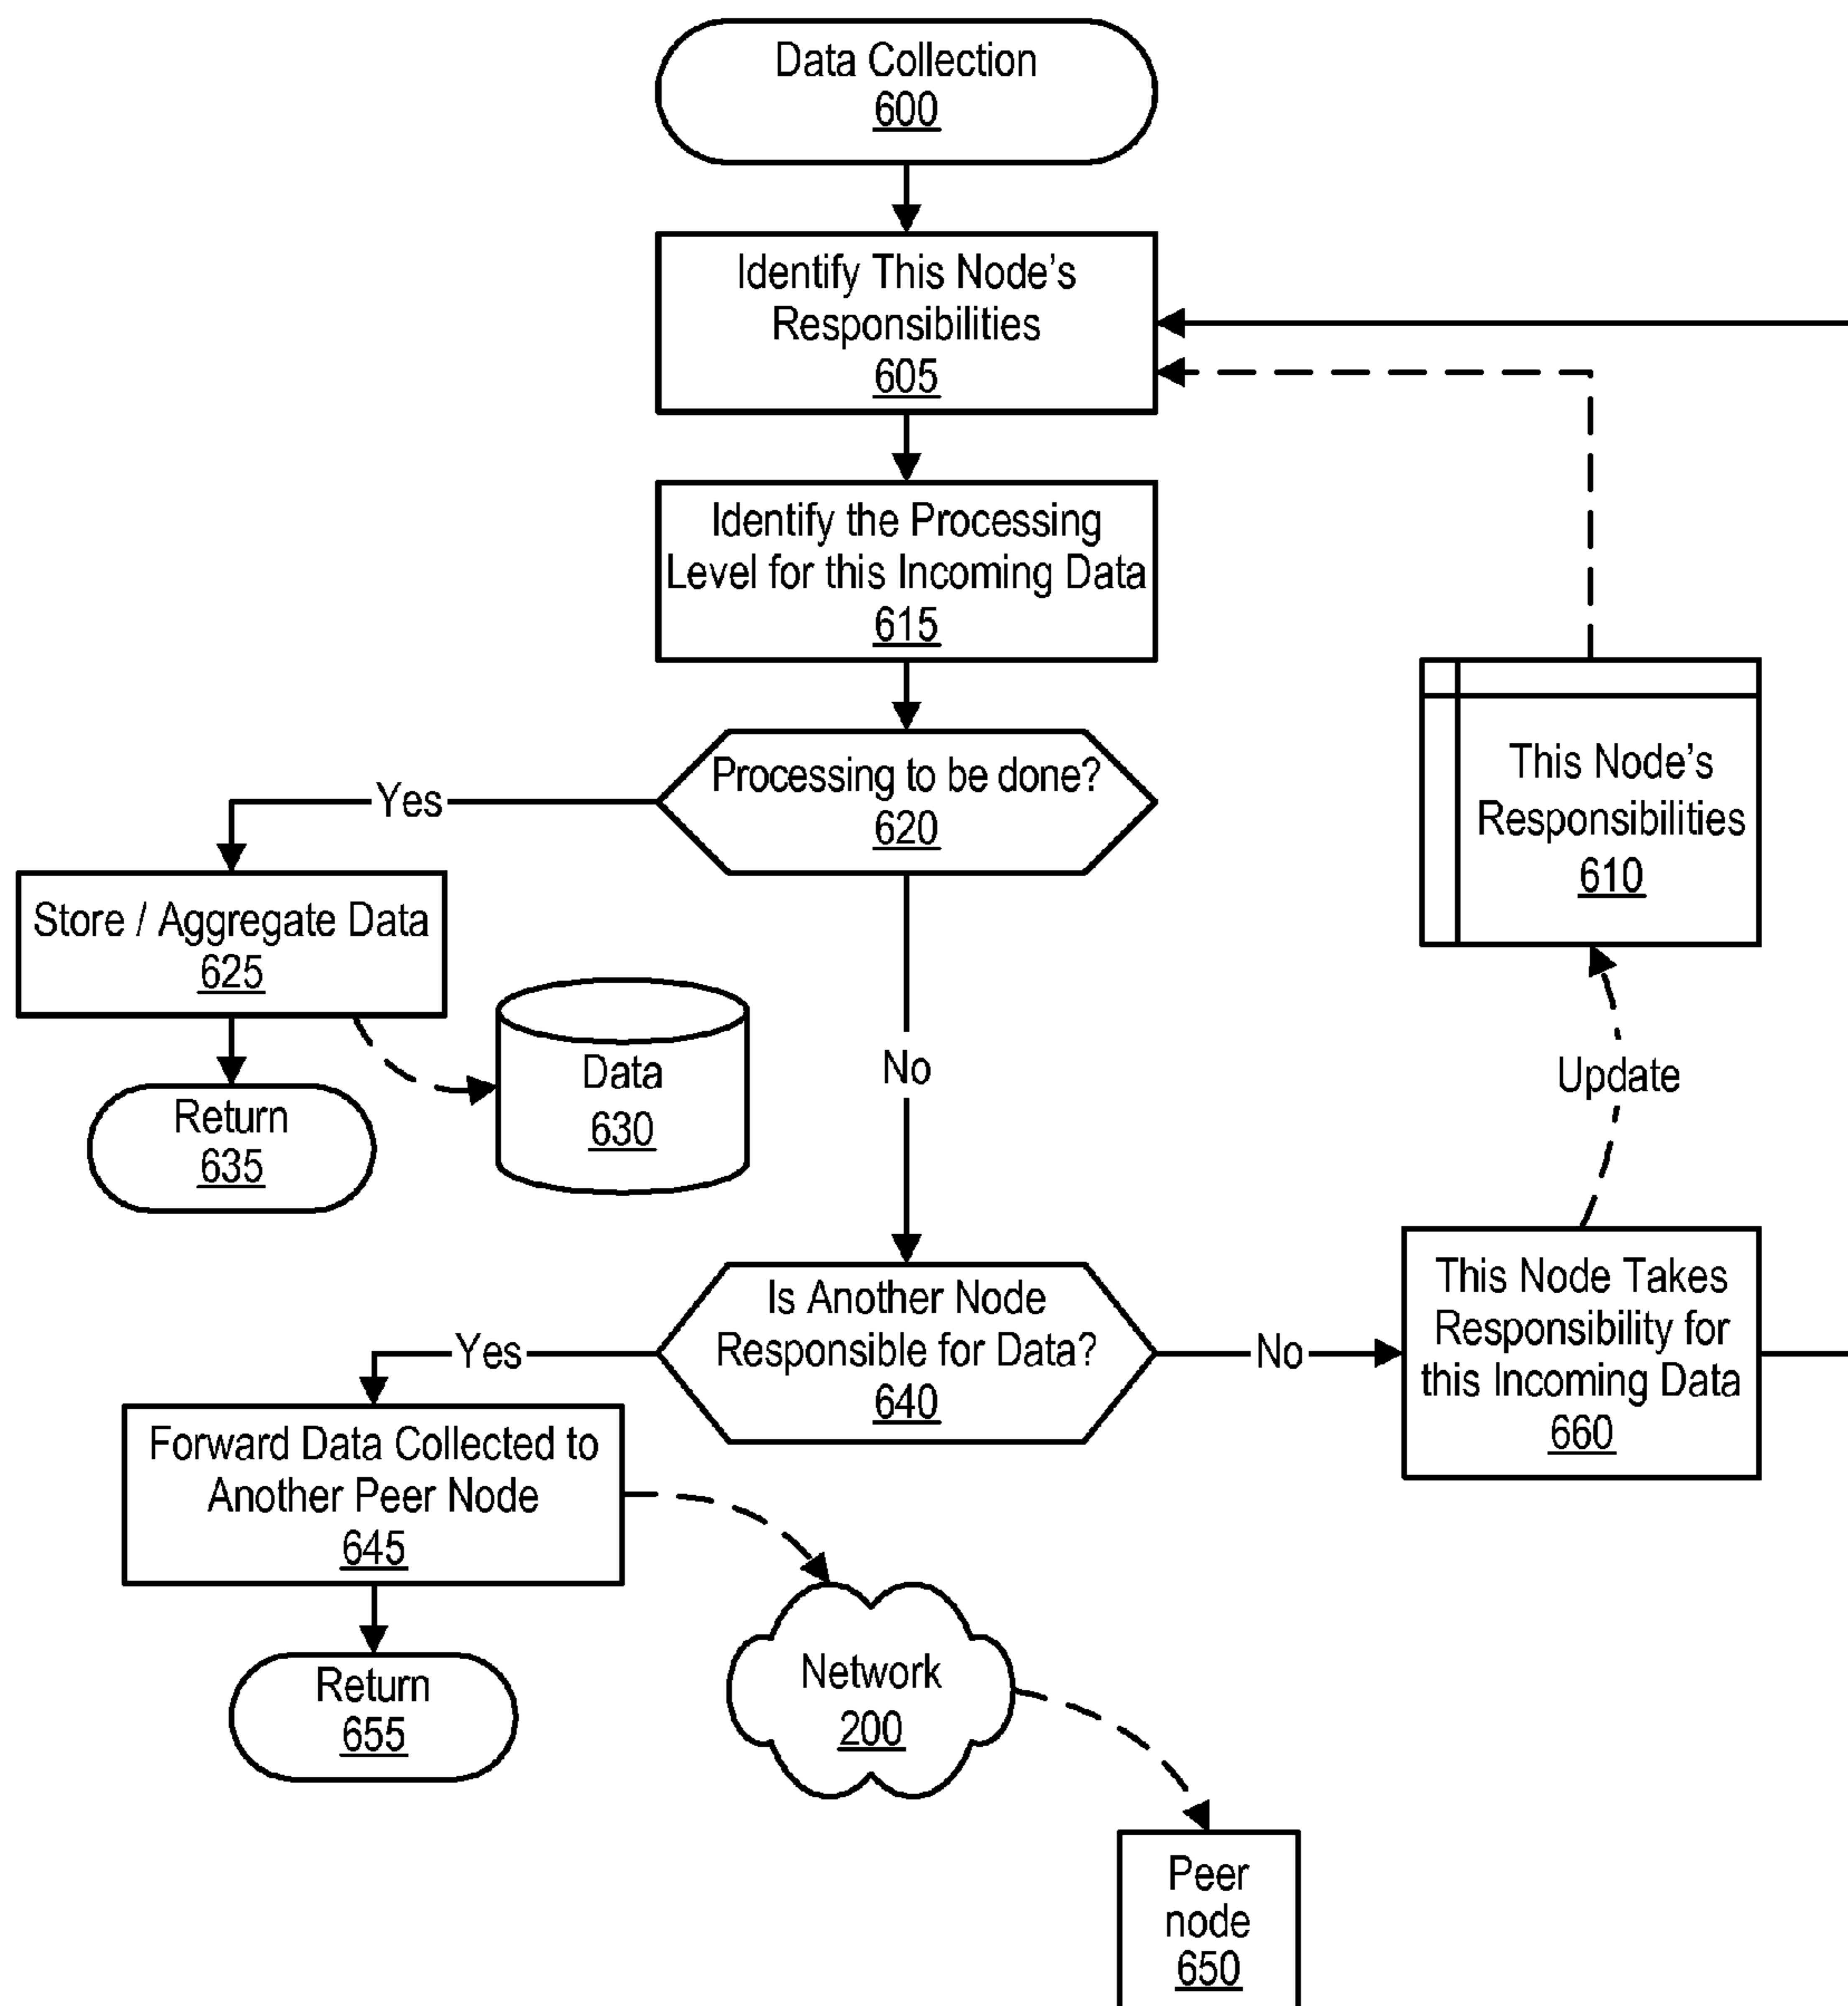 Data Collection
600
Identify This Node's
Responsibilities
605
Identify the Processing
Level for this Incoming Data
615
Processing to be done?
620
Yes
This Node's
Responsibilities
610
Store / Aggregate Data
625
Data
630
No
Update
Return
635
Is Another Node
Responsible for Data?
640
Yes
No
This Node Takes
Responsibility for
this Incoming Data
660
Forward Data Collected to
Another Peer Node
645
Return
655
Network
200
Peer
node
650